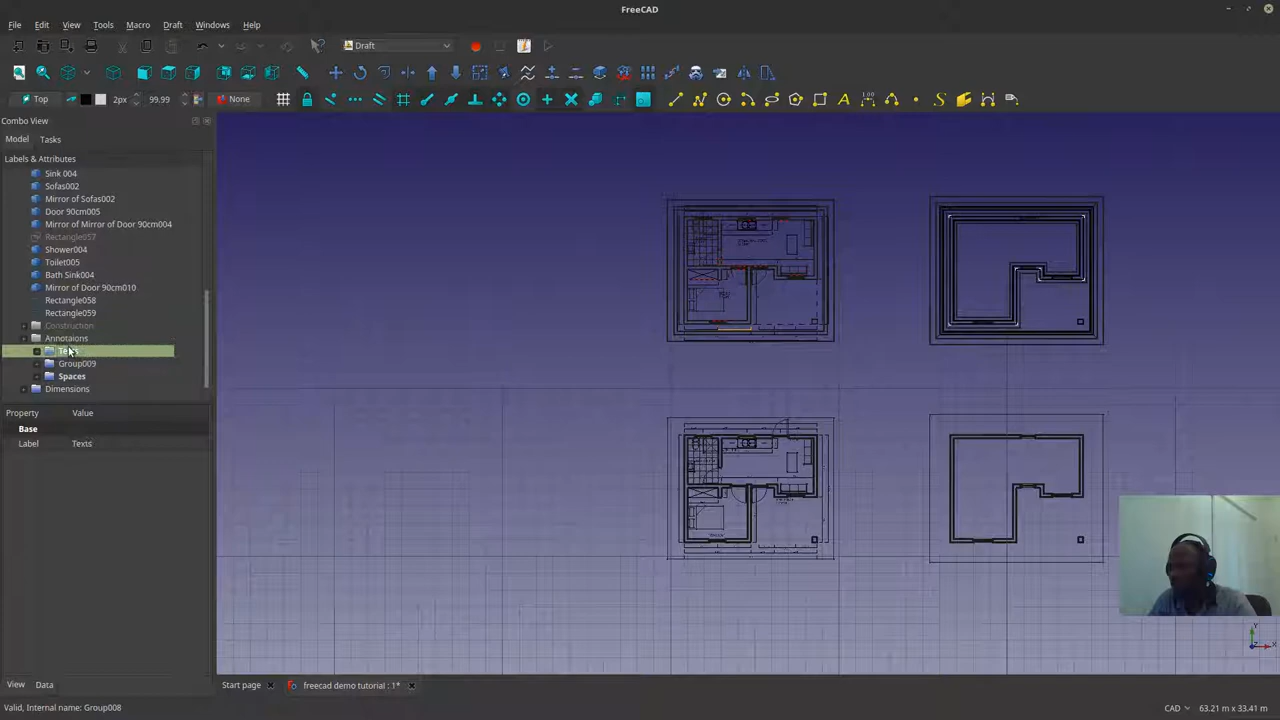 FreeCAD
File Edit View Tools Macro Draft Windows Help
Draft
Top 2px 99.99 None
Combo View
Model Tasks
Labels & Attributes
Sink 004
Sofas002
Mirror of Sofas002
Door 90cm005
Mirror of Mirror of Door 90cm004
Rectangle057
Shower004
Toilet005
Bath Sink004
Mirror of Door 90cm010
Rectangle058
Rectangle059
Construction
Annotaions
Group009
Spaces
Dimensions
Property Value
Base
Label Texts
View Data
Start page freecad demo tutorial : 1*
Valid, Internal name: Group008
CAD 63.21 m x 33.41 m
Y
X